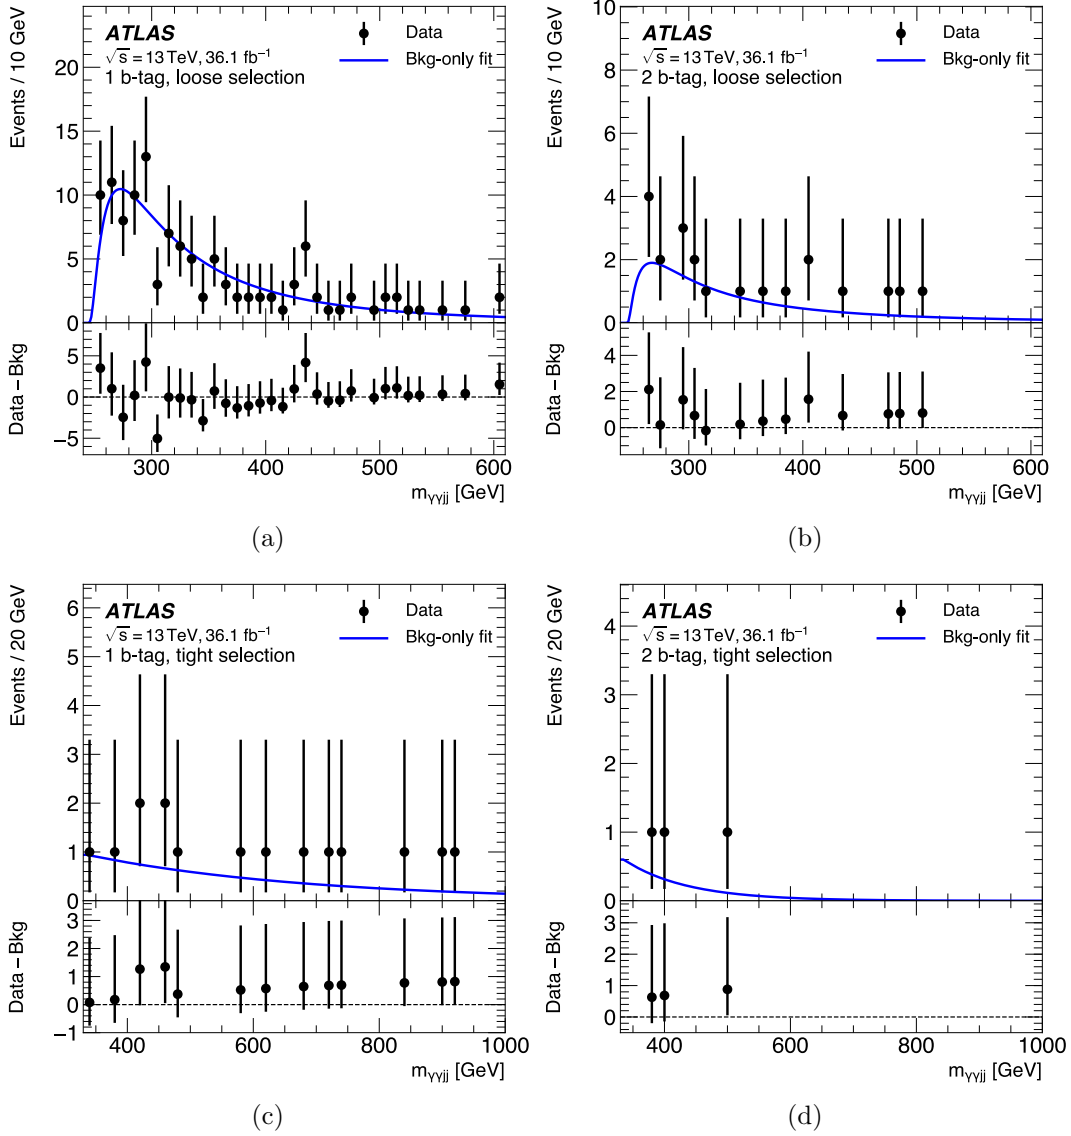 Events / 10 GeV
ATLAS
√s = 13 TeV, 36.1 fb⁻¹
1 b-tag, loose selection
Data
Bkg-only fit
20
15
10
5
0
Data − Bkg
5
0
−5
300 400 500 600
mγγjj [GeV]
(a)
Events / 10 GeV
ATLAS
√s = 13 TeV, 36.1 fb⁻¹
2 b-tag, loose selection
Data
Bkg-only fit
10
8
6
4
2
0
Data − Bkg
4
2
0
300 400 500 600
mγγjj [GeV]
(b)
Events / 20 GeV
ATLAS
√s = 13 TeV, 36.1 fb⁻¹
1 b-tag, tight selection
Data
Bkg-only fit
6
5
4
3
2
1
0
Data − Bkg
3
2
1
0
−1
400 600 800 1000
mγγjj [GeV]
(c)
Events / 20 GeV
ATLAS
√s = 13 TeV, 36.1 fb⁻¹
2 b-tag, tight selection
Data
Bkg-only fit
4
3
2
1
0
Data − Bkg
3
2
1
0
400 600 800 1000
mγγjj [GeV]
(d)